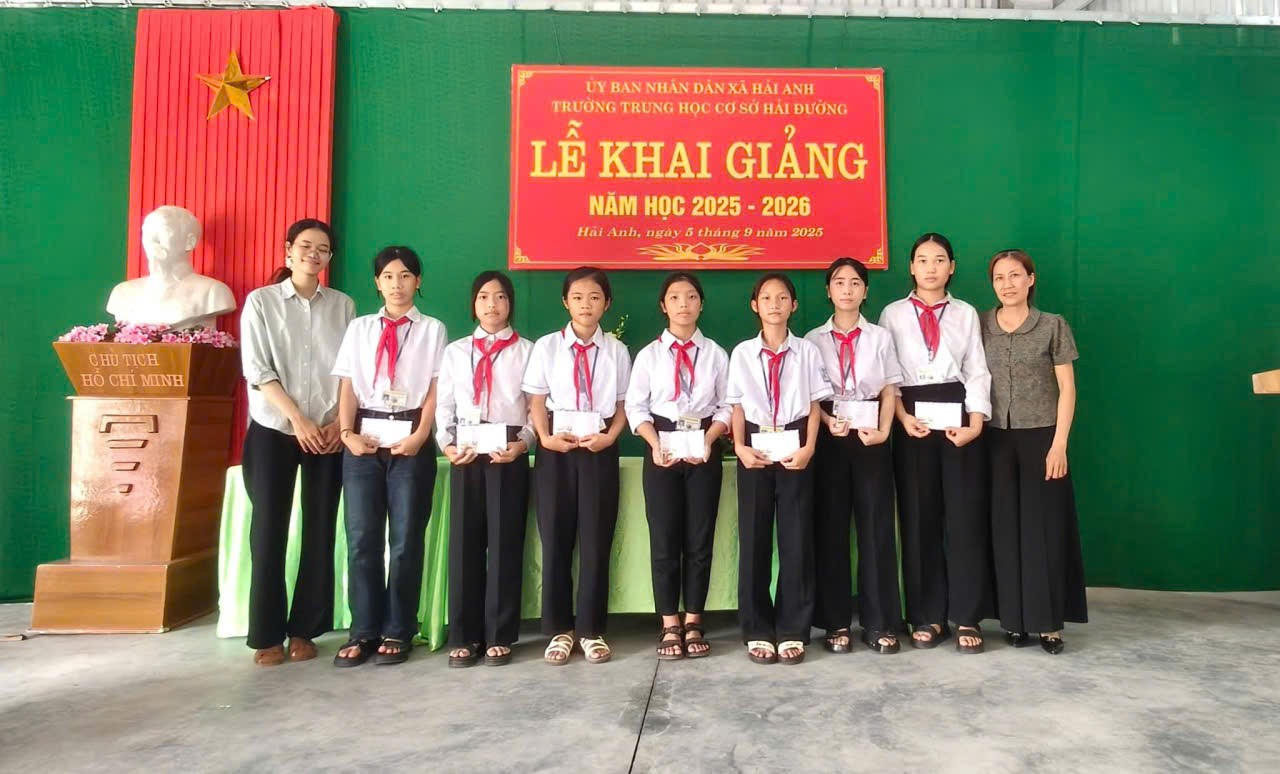 ỦY BAN NHÂN DÂN XÃ HẢI ANH
TRƯỜNG TRUNG HỌC CƠ SỞ HẢI ĐƯỜNG
LỄ KHAI GIẢNG
NĂM HỌC 2025 - 2026
Hải Anh, ngày 5 tháng 9 năm 2025
CHỦ TỊCH
HỒ CHÍ MINH